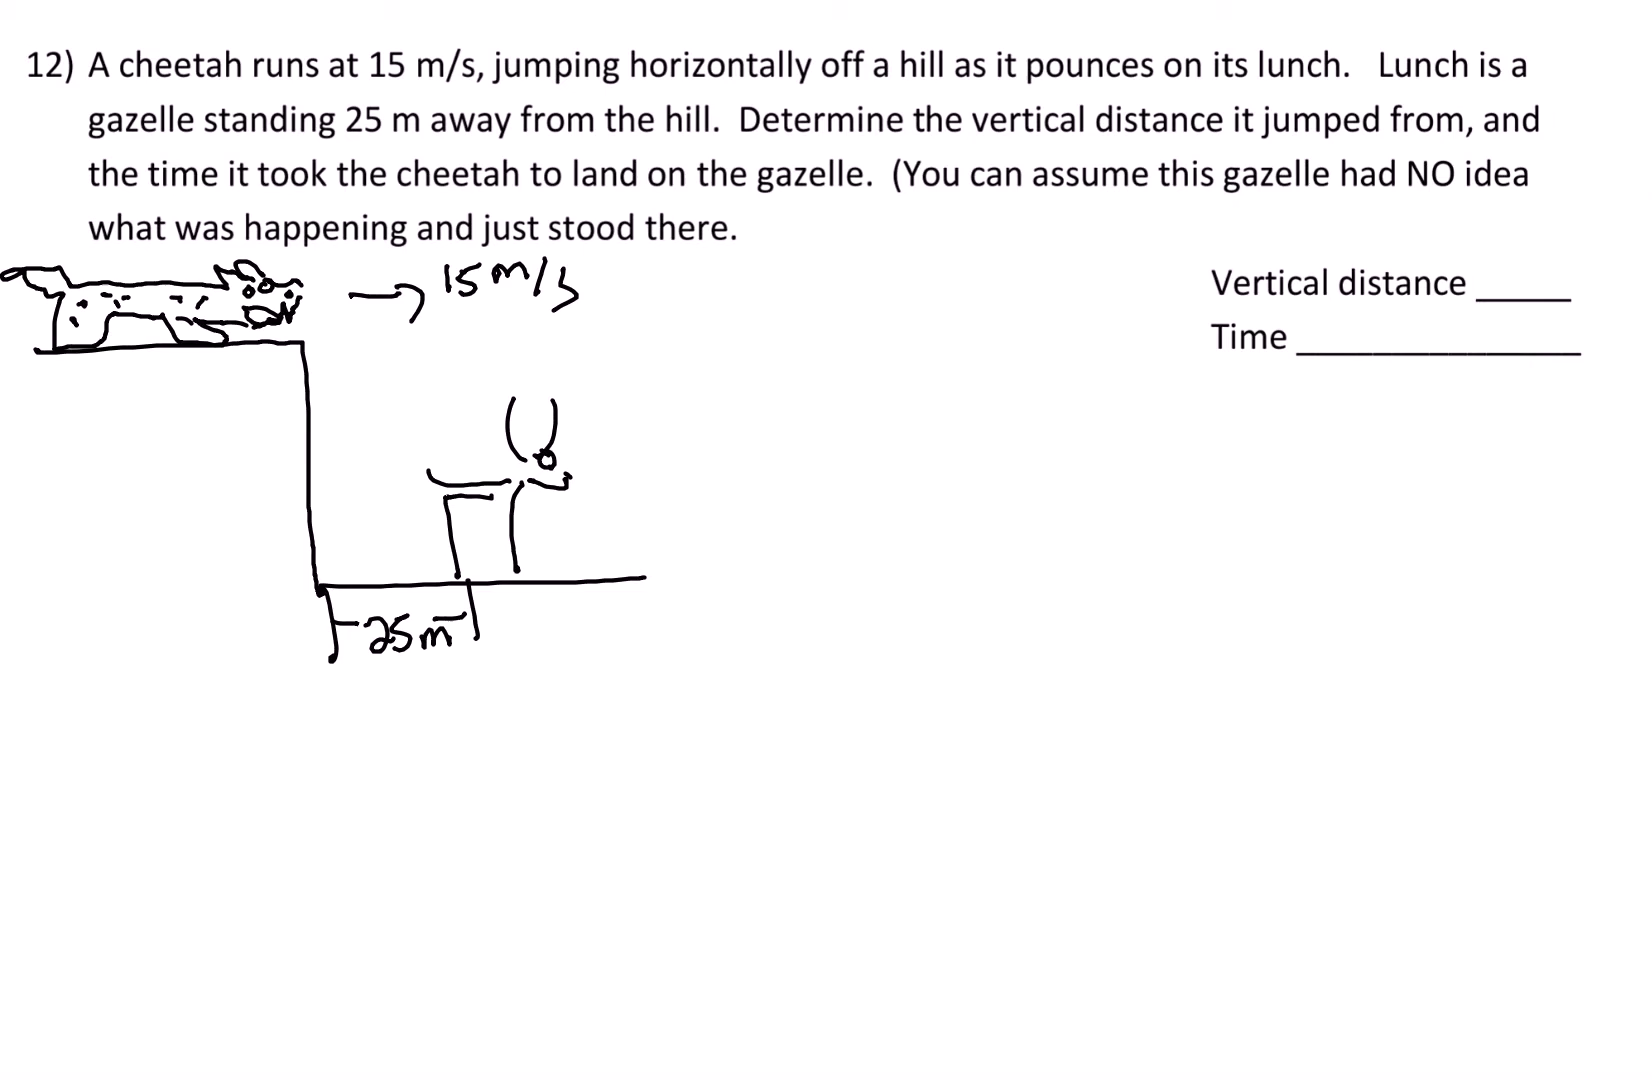 12) A cheetah runs at 15 m/s, jumping horizontally off a hill as it pounces on its lunch. Lunch is a
gazelle standing 25 m away from the hill. Determine the vertical distance it jumped from, and
the time it took the cheetah to land on the gazelle. (You can assume this gazelle had NO idea
what was happening and just stood there.
15 m/s
Vertical distance _____
Time _______________
25 m